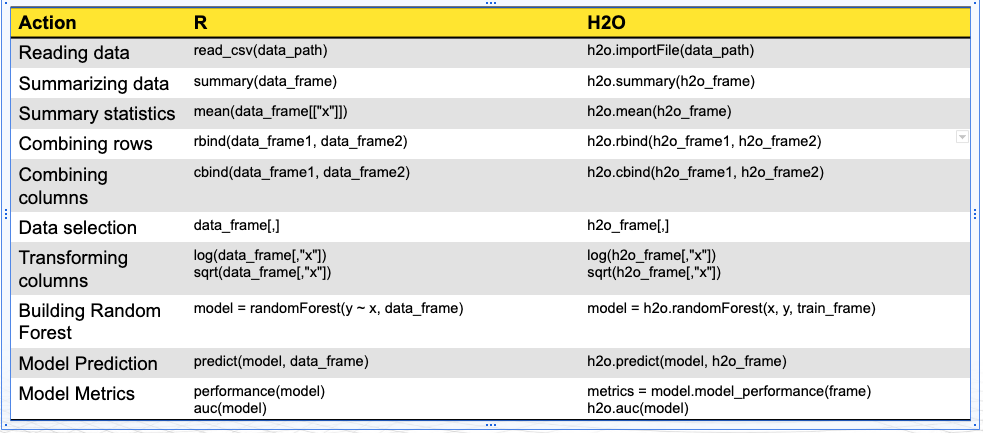 Action R H2O
Reading data read_csv(data_path) h2o.importFile(data_path)
Summarizing data summary(data_frame) h2o.summary(h2o_frame)
Summary statistics mean(data_frame[["x"]]) h2o.mean(h2o_frame)
Combining rows rbind(data_frame1, data_frame2) h2o.rbind(h2o_frame1, h2o_frame2)
Combining cbind(data_frame1, data_frame2) h2o.cbind(h2o_frame1, h2o_frame2)
columns
Data selection data_frame[,] h2o_frame[,]
Transforming log(data_frame[,"x"]) log(h2o_frame[,"x"])
columns sqrt(data_frame[,"x"]) sqrt(h2o_frame[,"x"])
Building Random model = randomForest(y ~ x, data_frame) model = h2o.randomForest(x, y, train_frame)
Forest
Model Prediction predict(model, data_frame) h2o.predict(model, h2o_frame)
Model Metrics performance(model) metrics = model.model_performance(frame)
auc(model) h2o.auc(model)